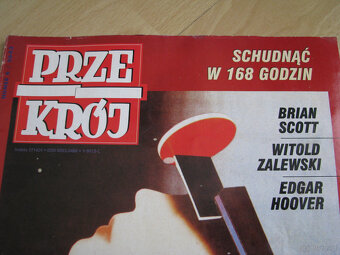 PRZE
KRÓJ
SCHUDNĄĆ
W 168 GODZIN
BRIAN
SCOTT
WITOLD
ZALEWSKI
EDGAR
HOOVER